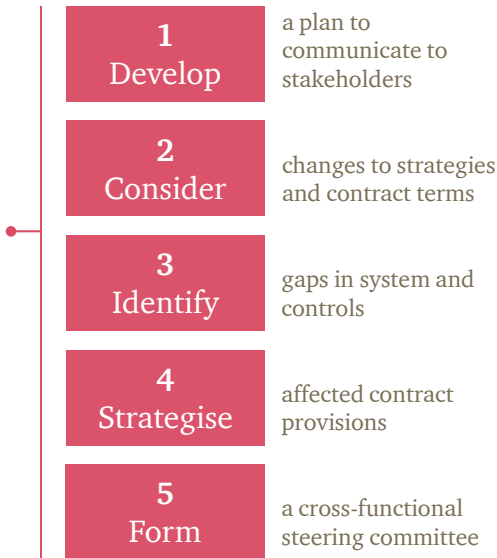 1
Develop
a plan to
communicate to
stakeholders
2
Consider
changes to strategies
and contract terms
3
Identify
gaps in system and
controls
4
Strategise
affected contract
provisions
5
Form
a cross-functional
steering committee